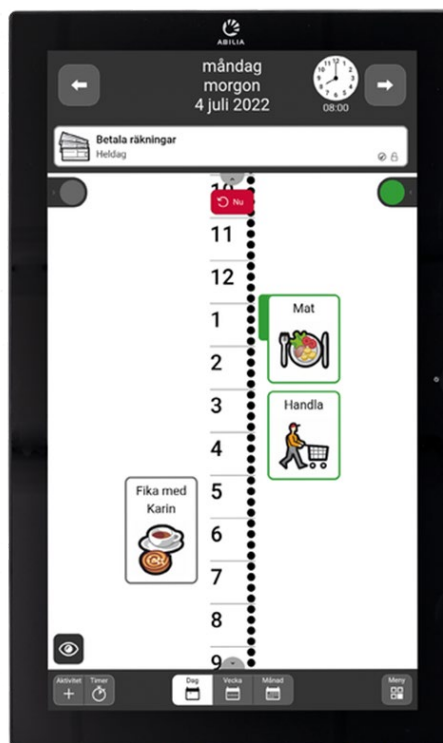 ABILIA
måndag
morgon
4 juli 2022
08:00
Betala räkningar
Heldag
10
Nu
11
12
1
2
3
4
5
6
7
8
9
Mat
Handla
Fika med
Karin
Aktivitet
Timer
Dag
Vecka
Månad
Meny